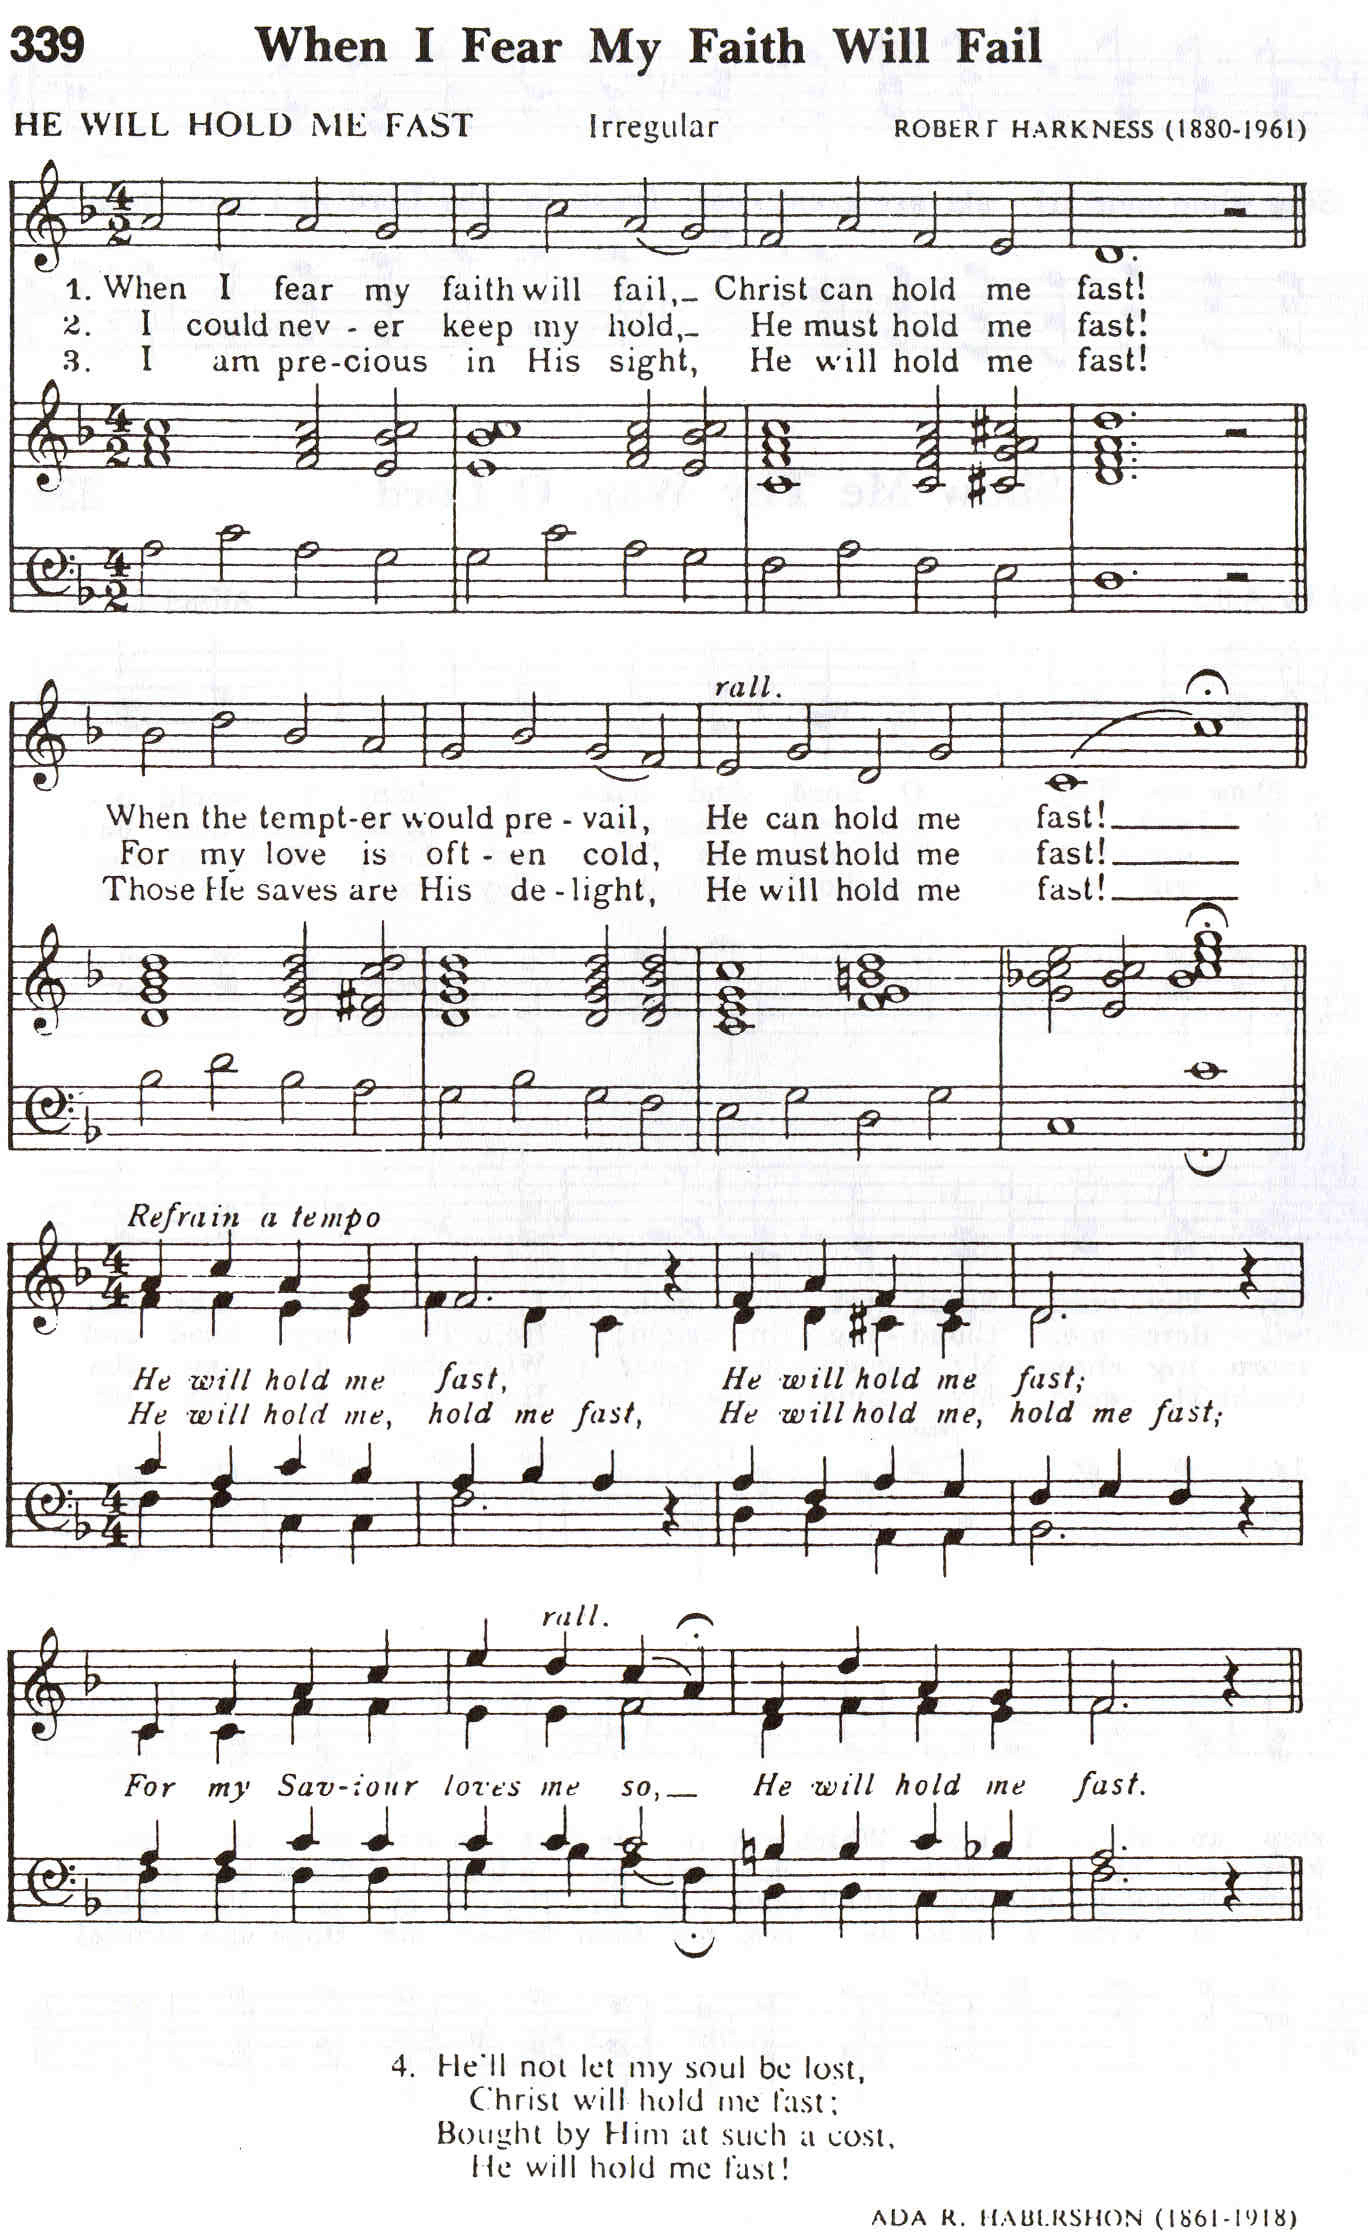 339 When I Fear My Faith Will Fail
HE WILL HOLD ME FAST Irregular ROBERT HARKNESS (1880-1961)
1. When I fear my faith will fail, Christ can hold me fast!
2. I could nev - er keep my hold, He must hold me fast!
3. I am pre-cious in His sight, He will hold me fast!
rall.
When the tempt-er would pre - vail, He can hold me fast!
For my love is oft - en cold, He must hold me fast!
Those He saves are His de - light, He will hold me fast!
Refrain a tempo
He will hold me fast, He will hold me fast;
He will hold me, hold me fast, He will hold me, hold me fast;
rall.
For my Sav-iour loves me so, He will hold me fast.
4. He'll not let my soul be lost,
Christ will hold me fast;
Bought by Him at such a cost,
He will hold me fast!
ADA R. HABERSHON (1861-1918)